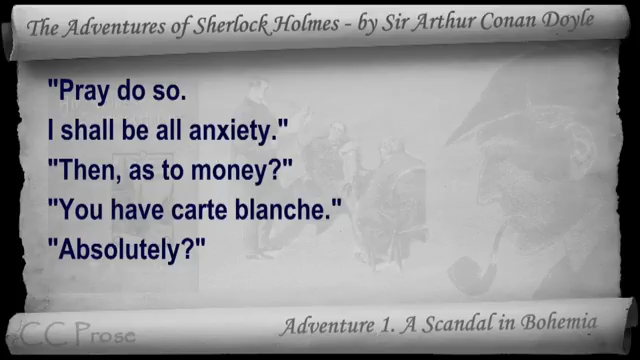 The Adventures of Sherlock Holmes - by Sir Arthur Conan Doyle
"Pray do so.
I shall be all anxiety."
"Then, as to money?"
"You have carte blanche."
"Absolutely?"
Adventure 1. A Scandal in Bohemia
CC Prose